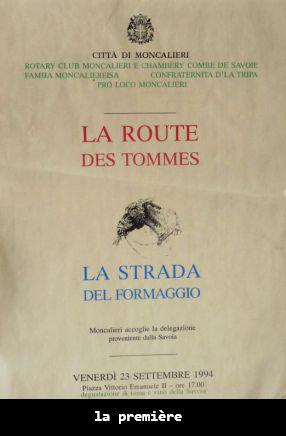 CITTÀ DI MONCALIERI
ROTARY CLUB MONCALIERI E CHAMBÉRY COMBE DE SAVOIE
FAMIJA MONCALIEREISA CONFRATERNITA D'LA TRIPA
PRO LOCO MONCALIERI
LA ROUTE
DES TOMMES
LA STRADA
DEL FORMAGGIO
Moncalieri accoglie la delegazione
proveniente dalla Savoia
VENERDÌ 23 SETTEMBRE 1994
Piazza Vittorio Emanuele II - ore 17.00
degustazione di toma e vino della Savoia
la première